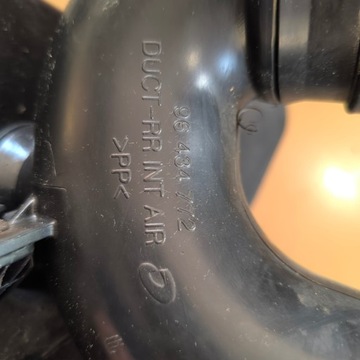 96 434 772
DUCT-RR INT AIR
>PP<